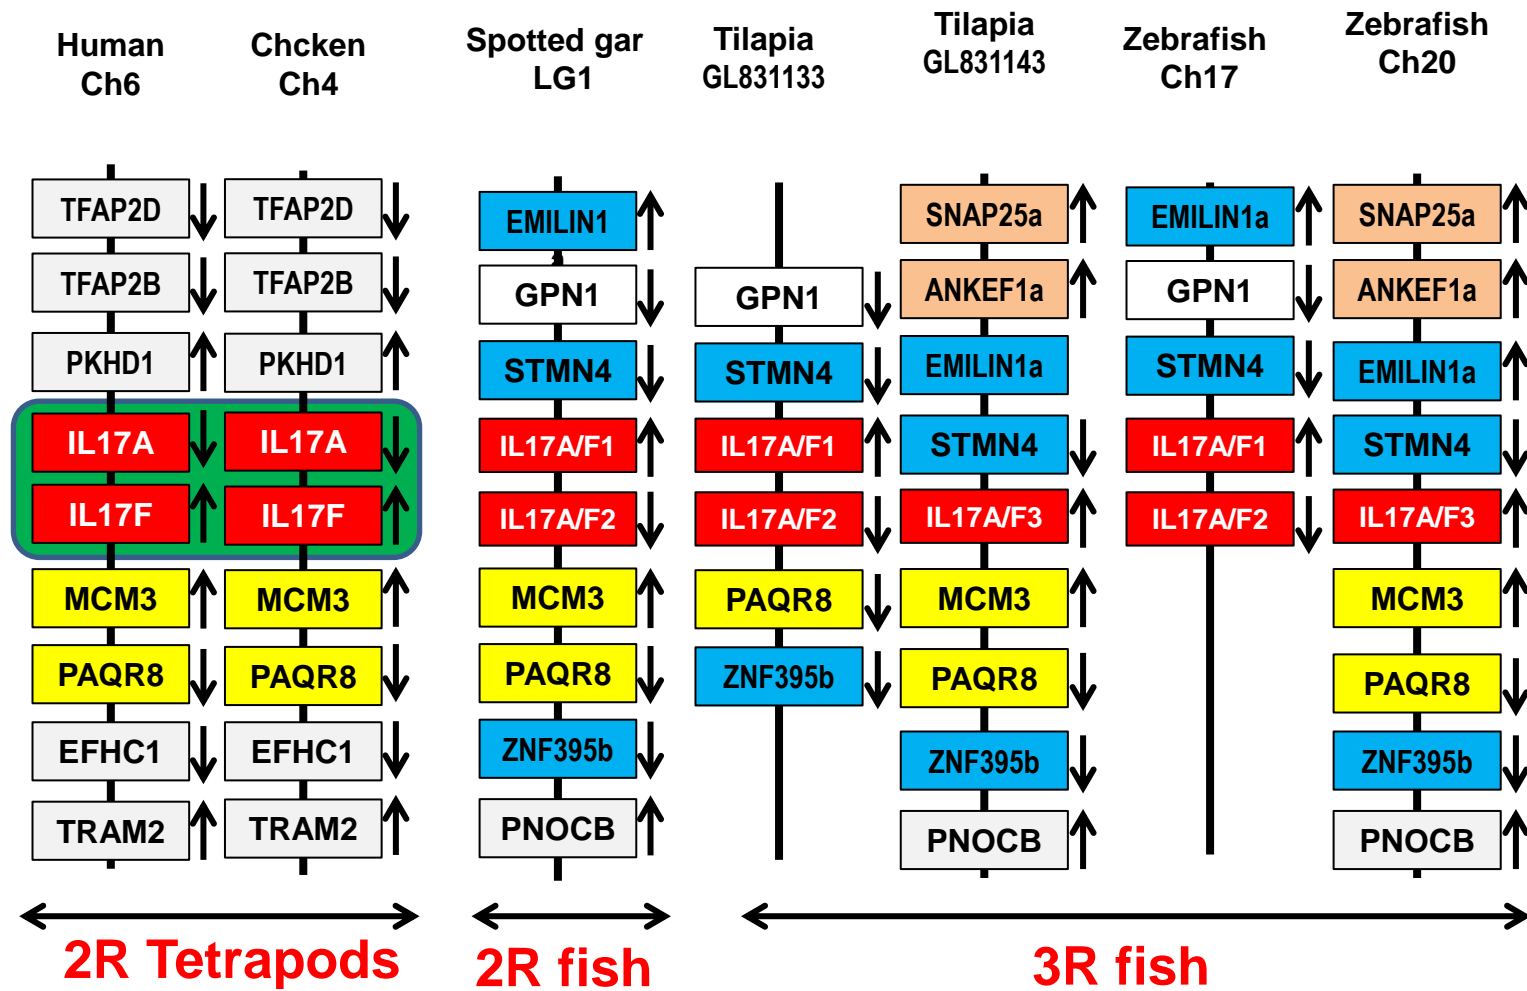 Human
Ch6
Chcken
Ch4
Spotted gar
LG1
Tilapia
GL831133
Tilapia
GL831143
Zebrafish
Ch17
Zebrafish
Ch20
TFAP2D
TFAP2B
PKHD1
IL17A
IL17F
MCM3
PAQR8
EFHC1
TRAM2
TFAP2D
TFAP2B
PKHD1
IL17A
IL17F
MCM3
PAQR8
EFHC1
TRAM2
EMILIN1
GPN1
STMN4
IL17A/F1
IL17A/F2
MCM3
PAQR8
ZNF395b
PNOCB
GPN1
STMN4
IL17A/F1
IL17A/F2
PAQR8
ZNF395b
SNAP25a
ANKEF1a
EMILIN1a
STMN4
IL17A/F3
MCM3
PAQR8
ZNF395b
PNOCB
EMILIN1a
GPN1
STMN4
IL17A/F1
IL17A/F2
SNAP25a
ANKEF1a
EMILIN1a
STMN4
IL17A/F3
MCM3
PAQR8
ZNF395b
PNOCB
2R Tetrapods
2R fish
3R fish